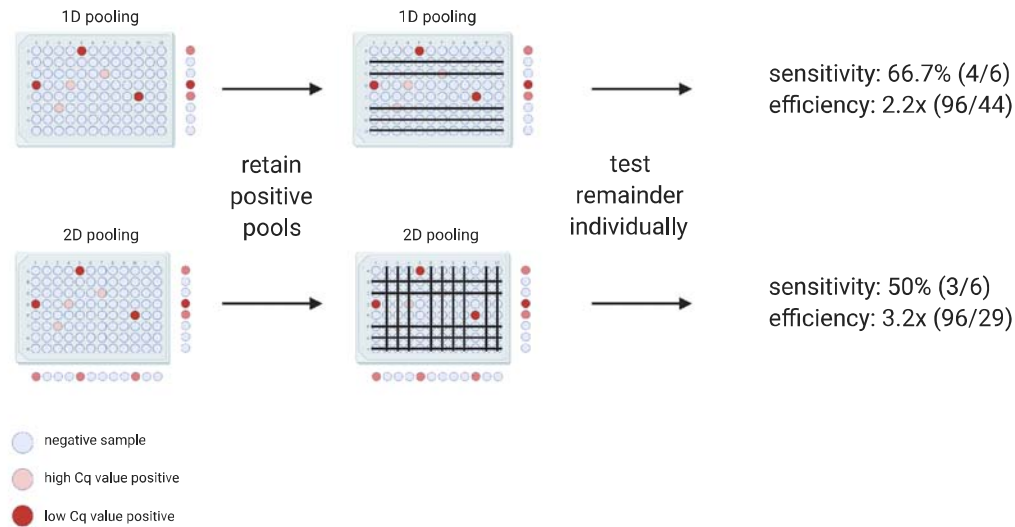 1D pooling
1D pooling
sensitivity: 66.7% (4/6)
efficiency: 2.2x (96/44)
retain
positive
pools
test
remainder
individually
2D pooling
2D pooling
sensitivity: 50% (3/6)
efficiency: 3.2x (96/29)
negative sample
high Cq value positive
low Cq value positive